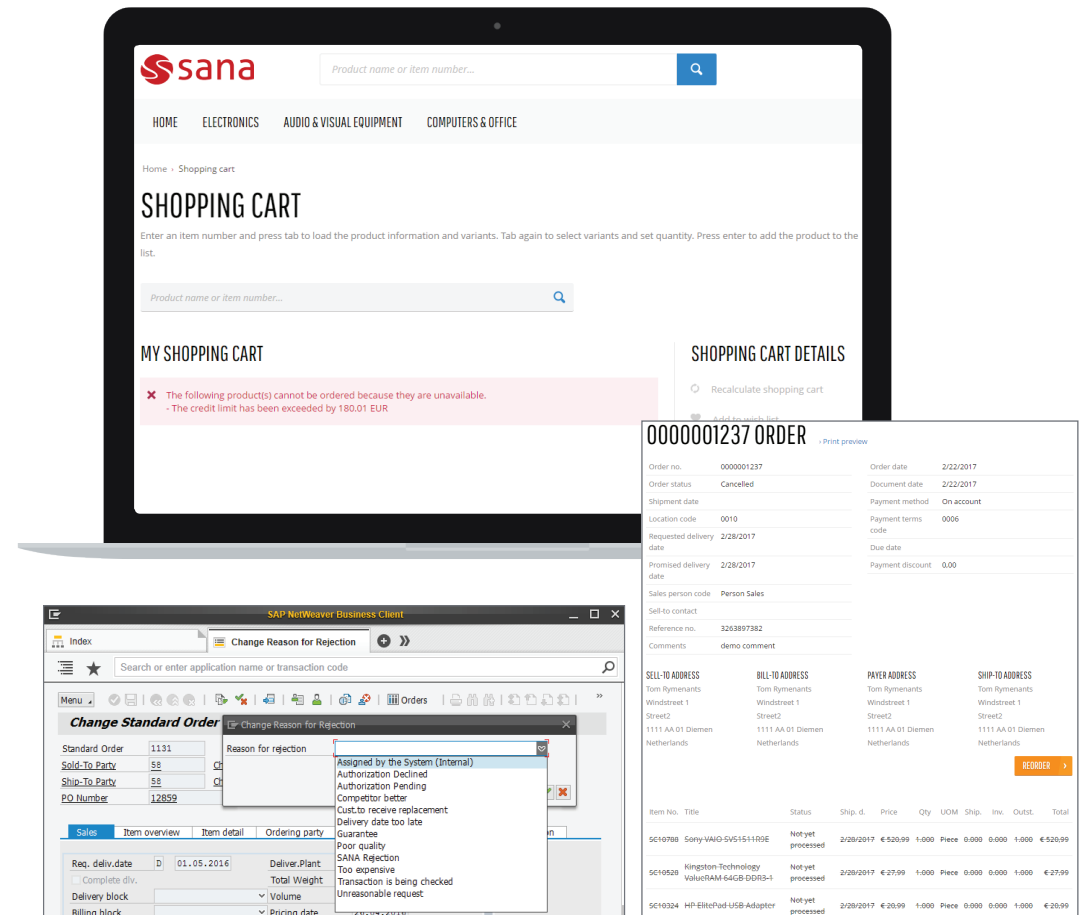 sana
Product name or item number...
HOME ELECTRONICS AUDIO & VISUAL EQUIPMENT COMPUTERS & OFFICE
Home › Shopping cart
SHOPPING CART
Enter an item number and press tab to load the product information and variants. Tab again to select variants and set quantity. Press enter to add the product to the
list.
Product name or item number...
MY SHOPPING CART
The following product(s) cannot be ordered because they are unavailable.
- The credit limit has been exceeded by 180.01 EUR
SHOPPING CART DETAILS
Recalculate shopping cart
Add to wish list
0000001237 ORDER › Print preview
Order no. 0000001237 Order date 2/22/2017
Order status Cancelled Document date 2/22/2017
Shipment date Payment method On account
Location code 0010 Payment terms 0006
code
Requested delivery 2/28/2017
date Due date
Promised delivery 2/28/2017 Payment discount 0.00
date
Sales person code Person Sales
Sell-to contact
Reference no. 3263897382
Comments demo comment
SELL-TO ADDRESS BILL-TO ADDRESS PAYER ADDRESS SHIP-TO ADDRESS
Tom Rymenants Tom Rymenants Tom Rymenants Tom Rymenants
Windstreet 1 Windstreet 1 Windstreet 1 Windstreet 1
Street2 Street2 Street2 Street2
1111 AA 01 Diemen 1111 AA 01 Diemen 1111 AA 01 Diemen 1111 AA 01 Diemen
Netherlands Netherlands Netherlands Netherlands
REORDER ›
Item No. Title Status Ship. d. Price Qty UOM Ship. Inv. Outst. Total
SC10788 Sony VAIO SVS1511R9E Not yet processed 2/28/2017 € 520,99 1.000 Piece 0.000 0.000 1.000 € 520,99
SC10528 Kingston Technology ValueRAM 64GB DDR3-1 Not yet processed 2/28/2017 € 27,99 1.000 Piece 0.000 0.000 1.000 € 27,99
SC10324 HP ElitePad USB Adapter Not yet processed 2/28/2017 € 20,99 1.000 Piece 0.000 0.000 1.000 € 20,99
SAP NetWeaver Business Client
Index Change Reason for Rejection
Search or enter application name or transaction code
Menu Orders
Change Standard Order
Change Reason for Rejection
Standard Order 1131
Sold-To Party 58
Ship-To Party 58
PO Number 12859
Reason for rejection
Assigned by the System (Internal)
Authorization Declined
Authorization Pending
Competitor better
Cust.to receive replacement
Delivery date too late
Guarantee
Poor quality
SANA Rejection
Too expensive
Transaction is being checked
Unreasonable request
Sales Item overview Item detail Ordering party
Req. deliv.date D 01.05.2016 Deliver.Plant
Complete dlv. Total Weight
Delivery block Volume
Billing block Pricing date 26.04.2016